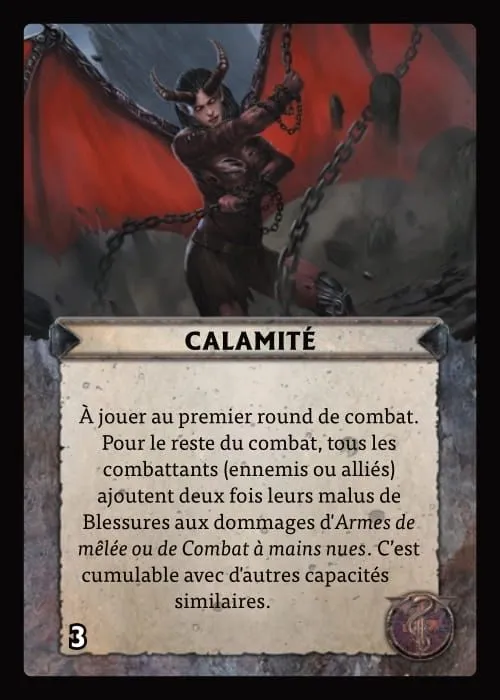 CALAMITÉ
À jouer au premier round de combat.
Pour le reste du combat, tous les
combattants (ennemis ou alliés)
ajoutent deux fois leurs malus de
Blessures aux dommages d'Armes de
mêlée ou de Combat à mains nues. C'est
cumulable avec d'autres capacités
similaires.
3